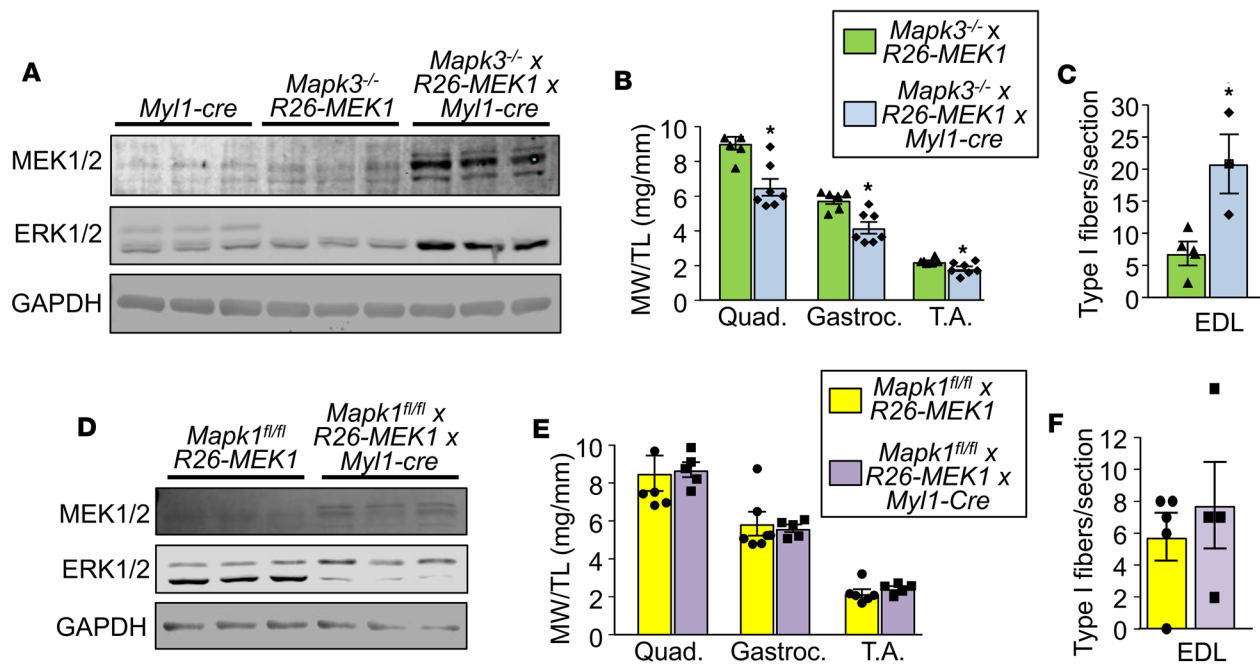 A
Myl1-cre
Mapk3-/-
R26-MEK1
Mapk3-/- x
R26-MEK1 x
Myl1-cre
MEK1/2
ERK1/2
GAPDH
B
Mapk3-/- x
R26-MEK1
Mapk3-/- x
R26-MEK1 x
Myl1-cre
MW/TL (mg/mm)
10
8
6
4
2
0
*
*
*
Quad.
Gastroc.
T.A.
C
Type I fibers/section
30
25
20
15
10
5
0
*
EDL
D
Mapk1fl/fl
R26-MEK1
Mapk1fl/fl x
R26-MEK1 x
Myl1-cre
MEK1/2
ERK1/2
GAPDH
E
Mapk1fl/fl x
R26-MEK1
Mapk1fl/fl x
R26-MEK1 x
Myl1-Cre
MW/TL (mg/mm)
10
8
6
4
2
0
Quad.
Gastroc.
T.A.
F
Type I fibers/section
12
10
8
6
4
2
0
EDL